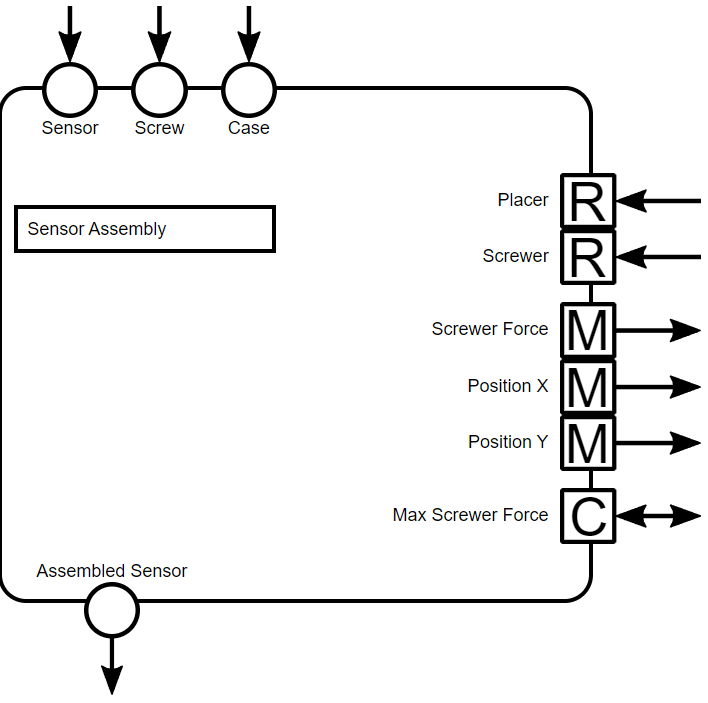 Sensor Screw Case
Placer R
Sensor Assembly
Screwer R
Screwer Force M
Position X M
Position Y M
Max Screwer Force C
Assembled Sensor